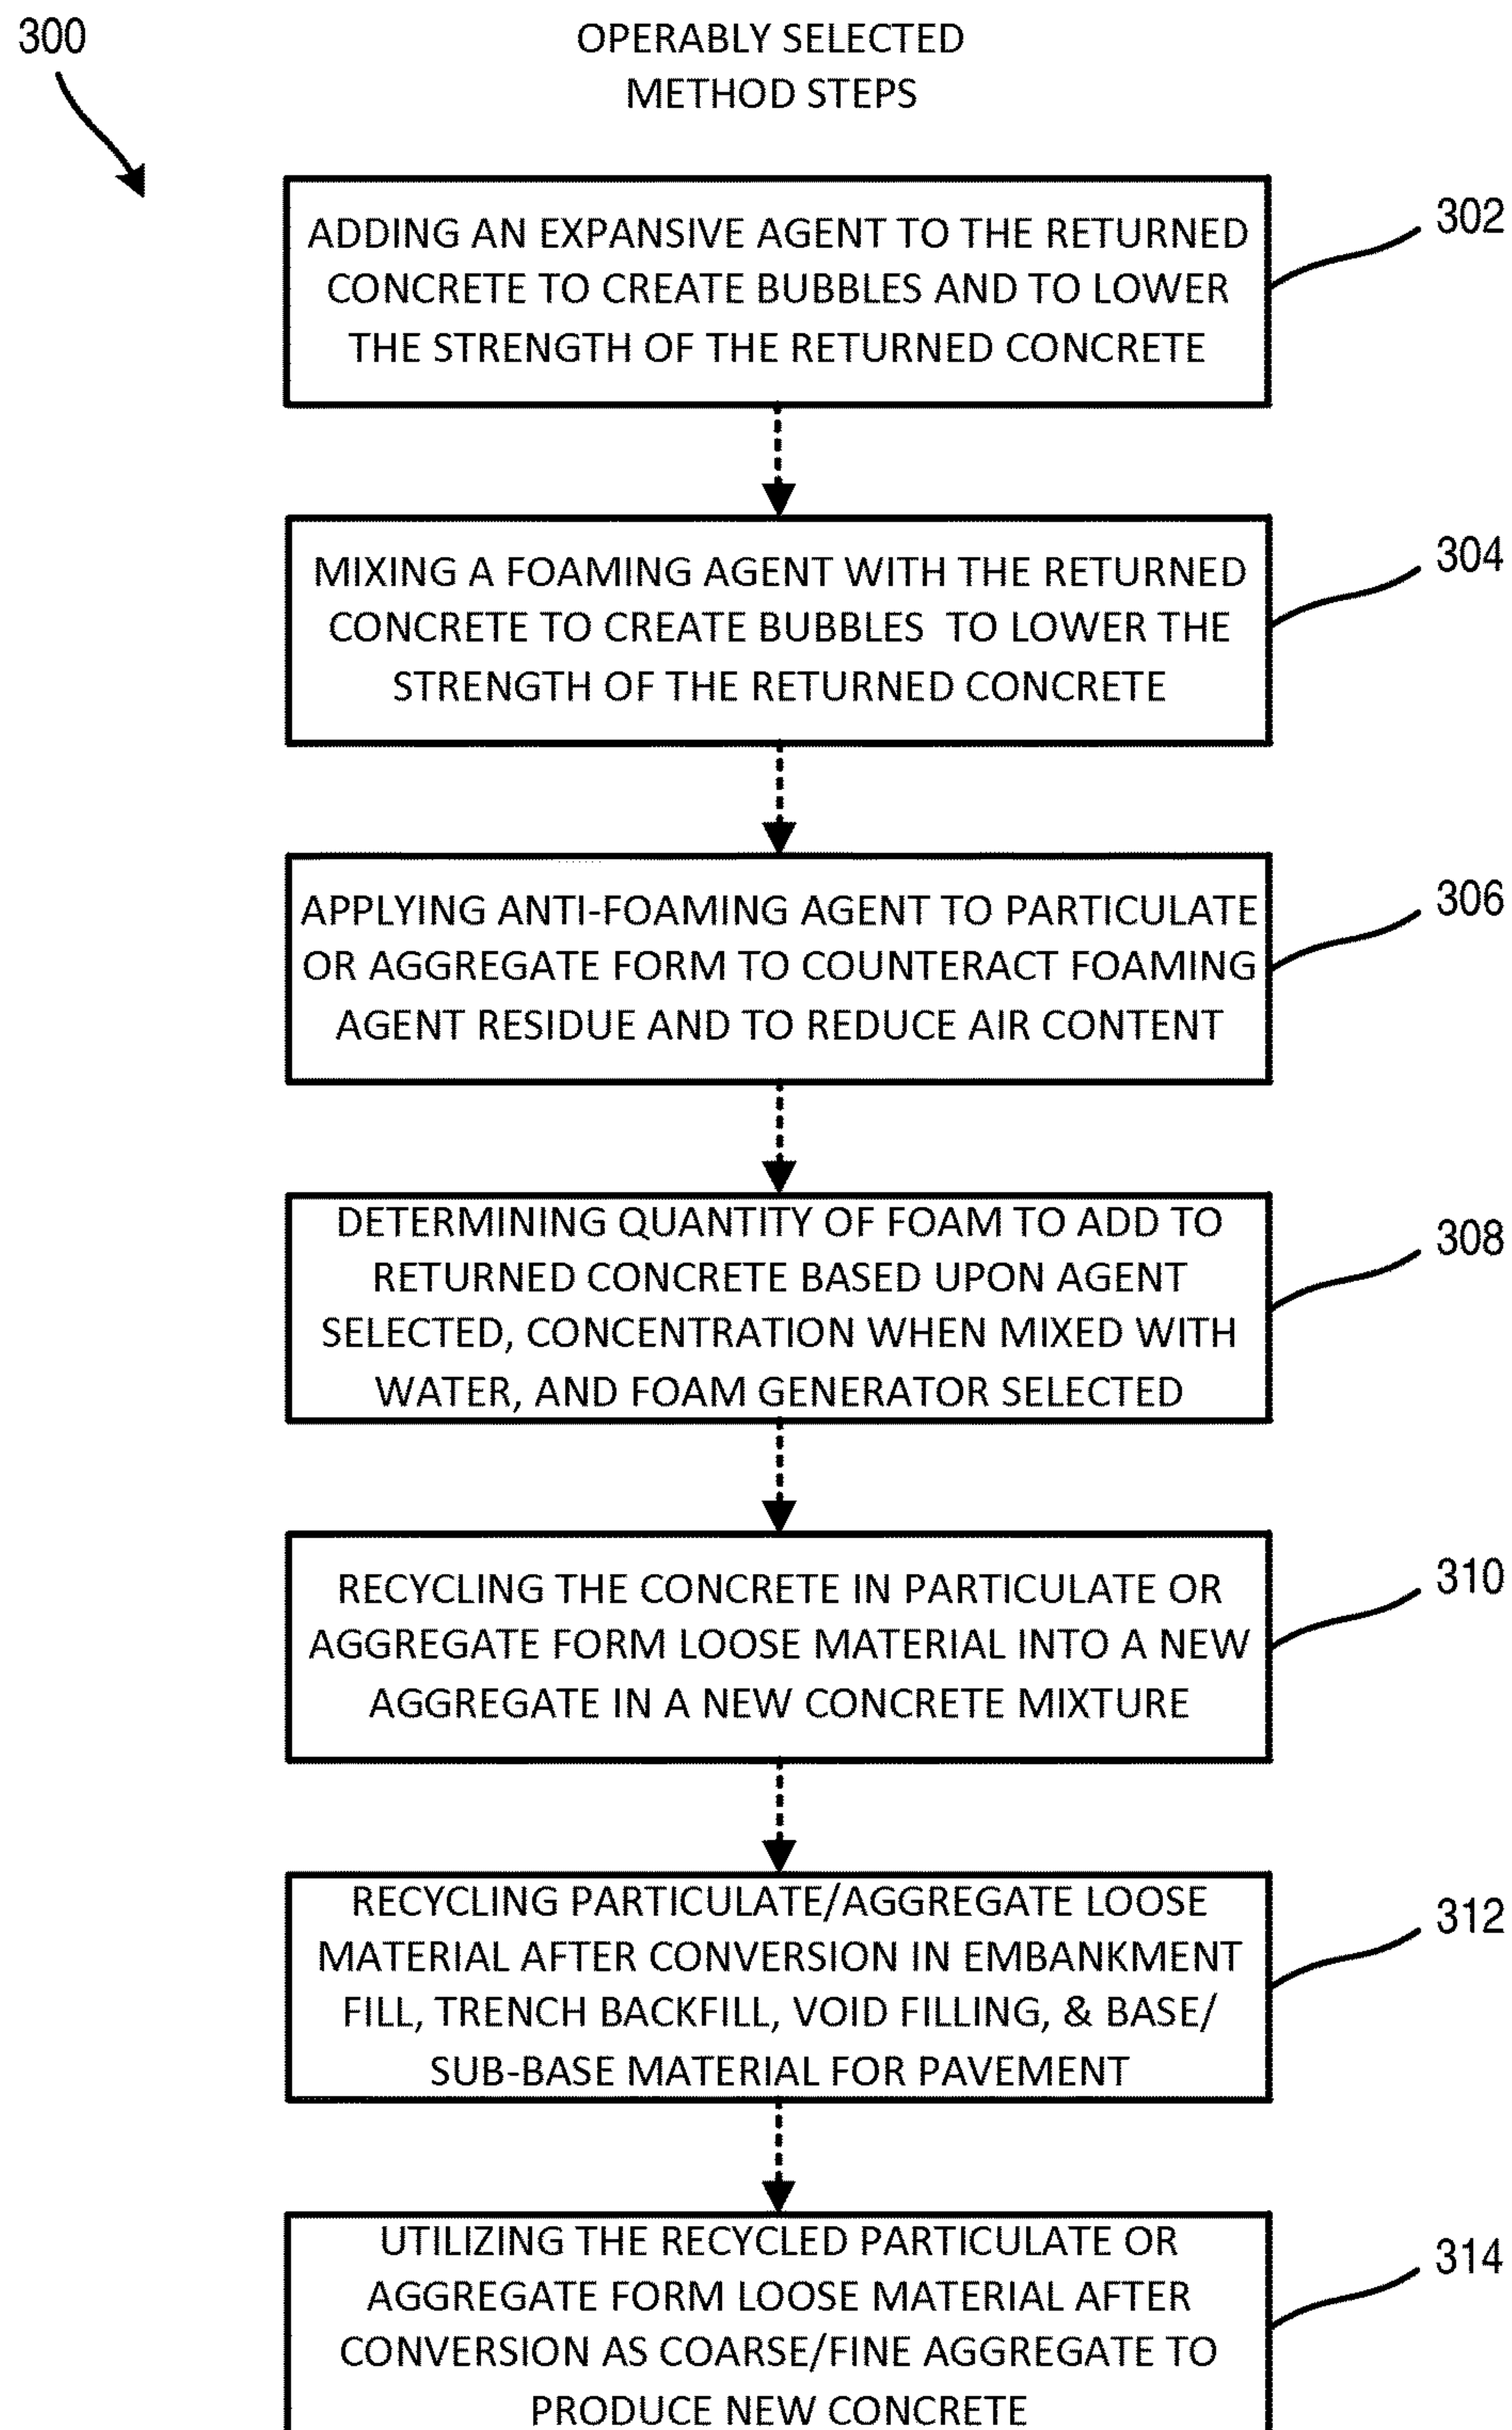 300
OPERABLY SELECTED
METHOD STEPS
ADDING AN EXPANSIVE AGENT TO THE RETURNED
CONCRETE TO CREATE BUBBLES AND TO LOWER
THE STRENGTH OF THE RETURNED CONCRETE
302
MIXING A FOAMING AGENT WITH THE RETURNED
CONCRETE TO CREATE BUBBLES TO LOWER THE
STRENGTH OF THE RETURNED CONCRETE
304
APPLYING ANTI-FOAMING AGENT TO PARTICULATE
OR AGGREGATE FORM TO COUNTERACT FOAMING
AGENT RESIDUE AND TO REDUCE AIR CONTENT
306
DETERMINING QUANTITY OF FOAM TO ADD TO
RETURNED CONCRETE BASED UPON AGENT
SELECTED, CONCENTRATION WHEN MIXED WITH
WATER, AND FOAM GENERATOR SELECTED
308
RECYCLING THE CONCRETE IN PARTICULATE OR
AGGREGATE FORM LOOSE MATERIAL INTO A NEW
AGGREGATE IN A NEW CONCRETE MIXTURE
310
RECYCLING PARTICULATE/AGGREGATE LOOSE
MATERIAL AFTER CONVERSION IN EMBANKMENT
FILL, TRENCH BACKFILL, VOID FILLING, & BASE/
SUB-BASE MATERIAL FOR PAVEMENT
312
UTILIZING THE RECYCLED PARTICULATE OR
AGGREGATE FORM LOOSE MATERIAL AFTER
CONVERSION AS COARSE/FINE AGGREGATE TO
PRODUCE NEW CONCRETE
314